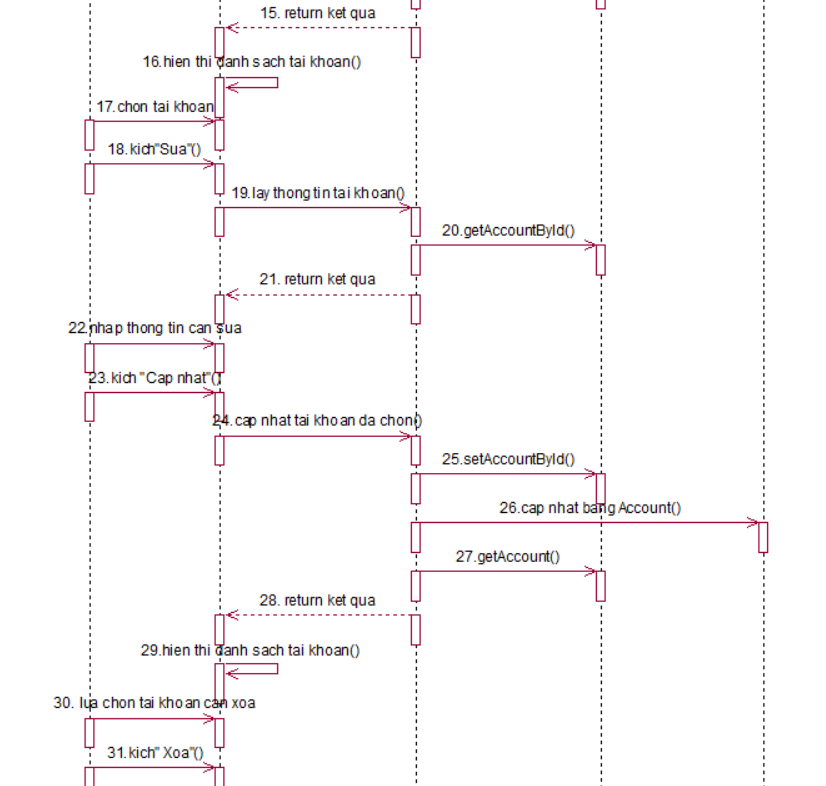 15. return ket qua
16.hien thi danh sach tai khoan()
17.chon tai khoan
18.kich"Sua"()
19.lay thong tin tai khoan()
20.getAccountById()
21. return ket qua
22.nhap thong tin can sua
23.kich "Cap nhat"()
24.cap nhat tai khoan da chon()
25.setAccountById()
26.cap nhat bang Account()
27.getAccount()
28. return ket qua
29.hien thi danh sach tai khoan()
30. lua chon tai khoan can xoa
31.kich" Xoa"()